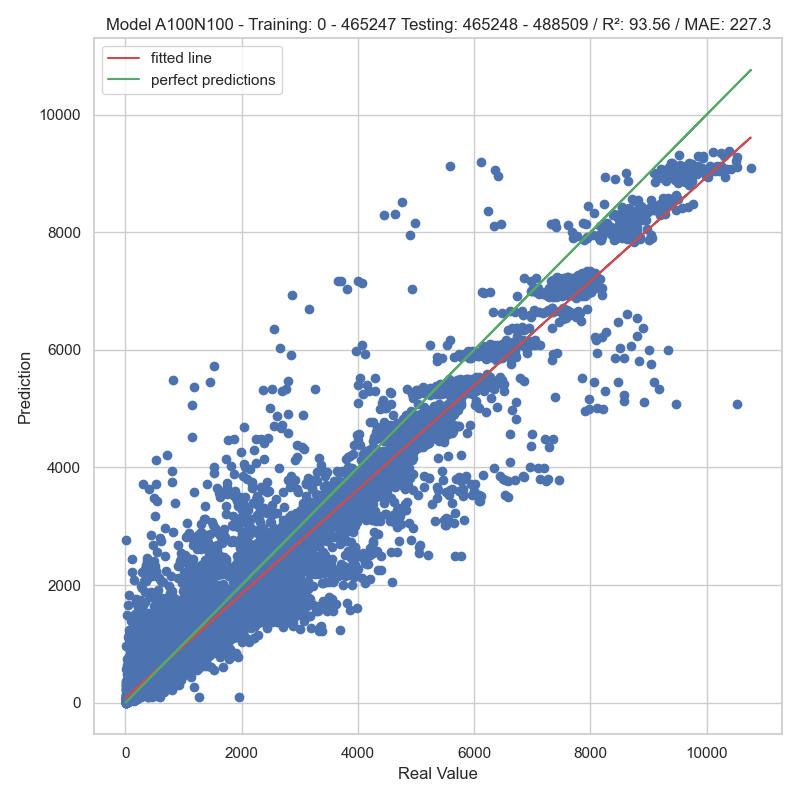 Model A100N100 - Training: 0 - 465247 Testing: 465248 - 488509 / R²: 93.56 / MAE: 227.3
fitted line
perfect predictions
10000
8000
6000
4000
2000
0
Prediction
0 2000 4000 6000 8000 10000
Real Value